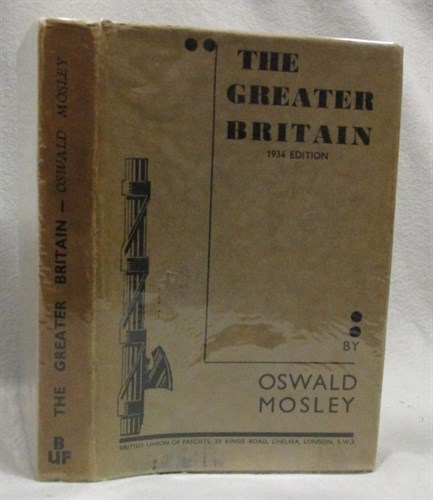 THE GREATER BRITAIN — OSWALD MOSLEY
B
UF
THE
GREATER
BRITAIN
1934 EDITION
BY
OSWALD
MOSLEY
BRITISH UNION OF FASCISTS, 33 KINGS ROAD, CHELSEA, LONDON, S.W.3